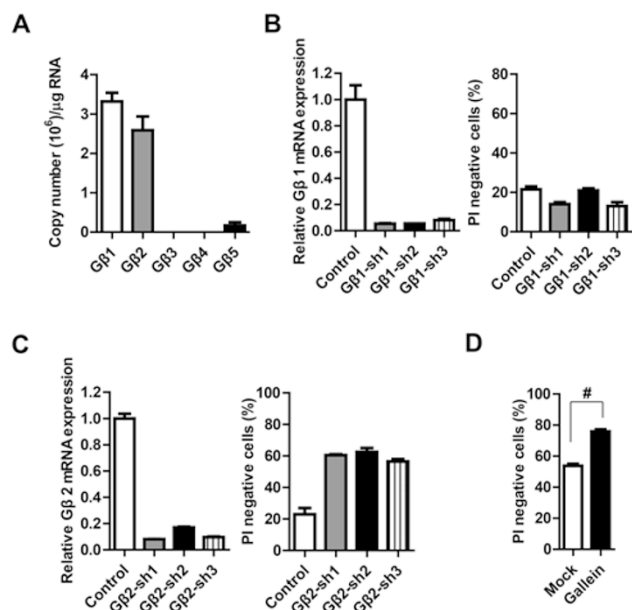 A
Copy number (10⁶)/µg RNA
4
3
2
1
0
Gβ1
Gβ2
Gβ3
Gβ4
Gβ5
B
Relative Gβ 1 mRNA expression
1.2
1.0
0.8
0.6
0.4
0.2
0.0
Control
Gβ1-sh1
Gβ1-sh2
Gβ1-sh3
PI negative cells (%)
80
60
40
20
0
Control
Gβ1-sh1
Gβ1-sh2
Gβ1-sh3
C
Relative Gβ 2 mRNA expression
1.2
1.0
0.8
0.6
0.4
0.2
0.0
Control
Gβ2-sh1
Gβ2-sh2
Gβ2-sh3
PI negative cells (%)
100
80
60
40
20
0
Control
Gβ2-sh1
Gβ2-sh2
Gβ2-sh3
D
#
PI negative cells (%)
100
80
60
40
20
0
Mock
Gallein